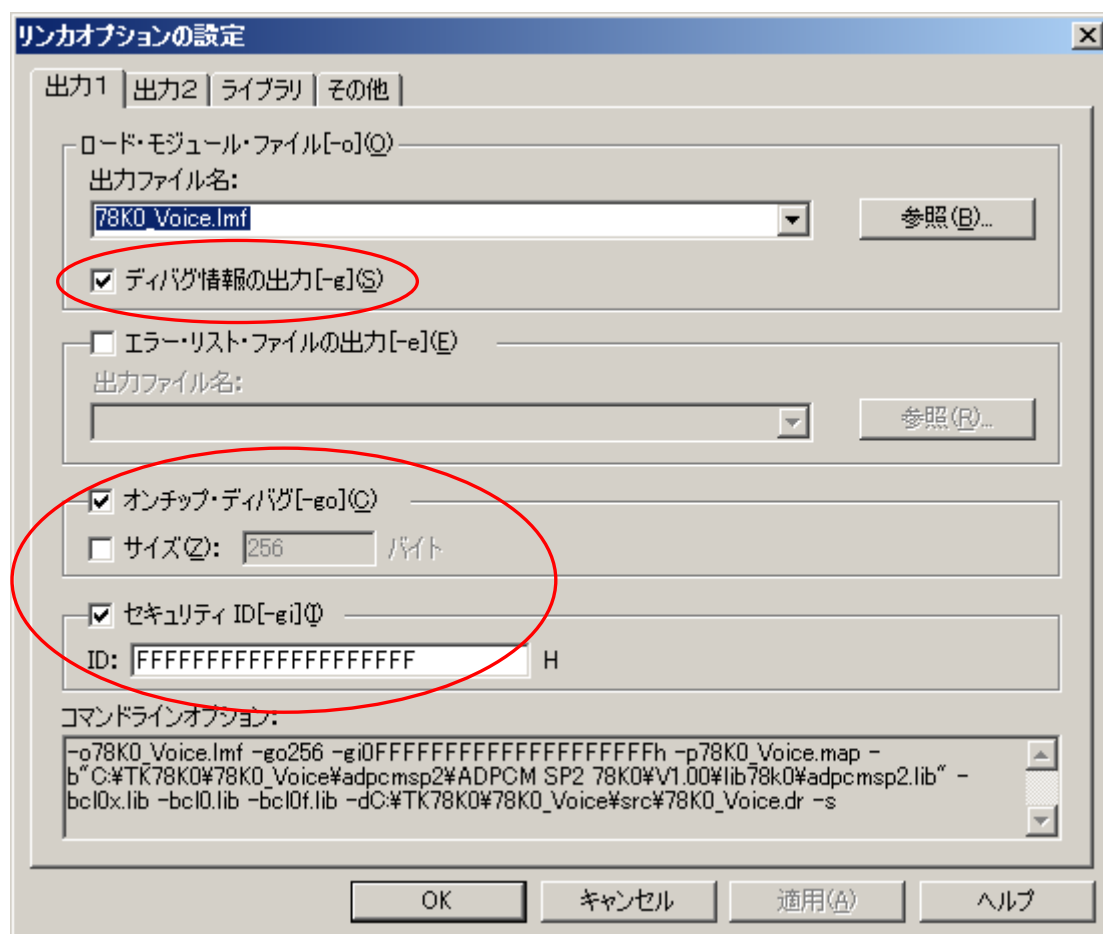 リンカオプションの設定
出力1 出力2 ライブラリ その他
ロード・モジュール・ファイル[-o](O)
出力ファイル名:
78K0_Voice.lmf 参照(B)...
ディバグ情報の出力[-g](S)
エラー・リスト・ファイルの出力[-e](E)
出力ファイル名:
参照(R)...
オンチップ・ディバグ[-go](C)
サイズ(Z): 256 バイト
セキュリティ ID[-gi](I)
ID: FFFFFFFFFFFFFFFFFFFF H
コマンドラインオプション:
-o78K0_Voice.lmf -go256 -gi0FFFFFFFFFFFFFFFFFFFFh -p78K0_Voice.map -
b"C:¥TK78K0¥78K0_Voice¥adpcmsp2¥ADPCM SP2 78K0¥V1.00¥lib78k0¥adpcmsp2.lib" -
bcl0x.lib -bcl0.lib -bcl0f.lib -dC:¥TK78K0¥78K0_Voice¥src¥78K0_Voice.dr -s
OK キャンセル 適用(A) ヘルプ